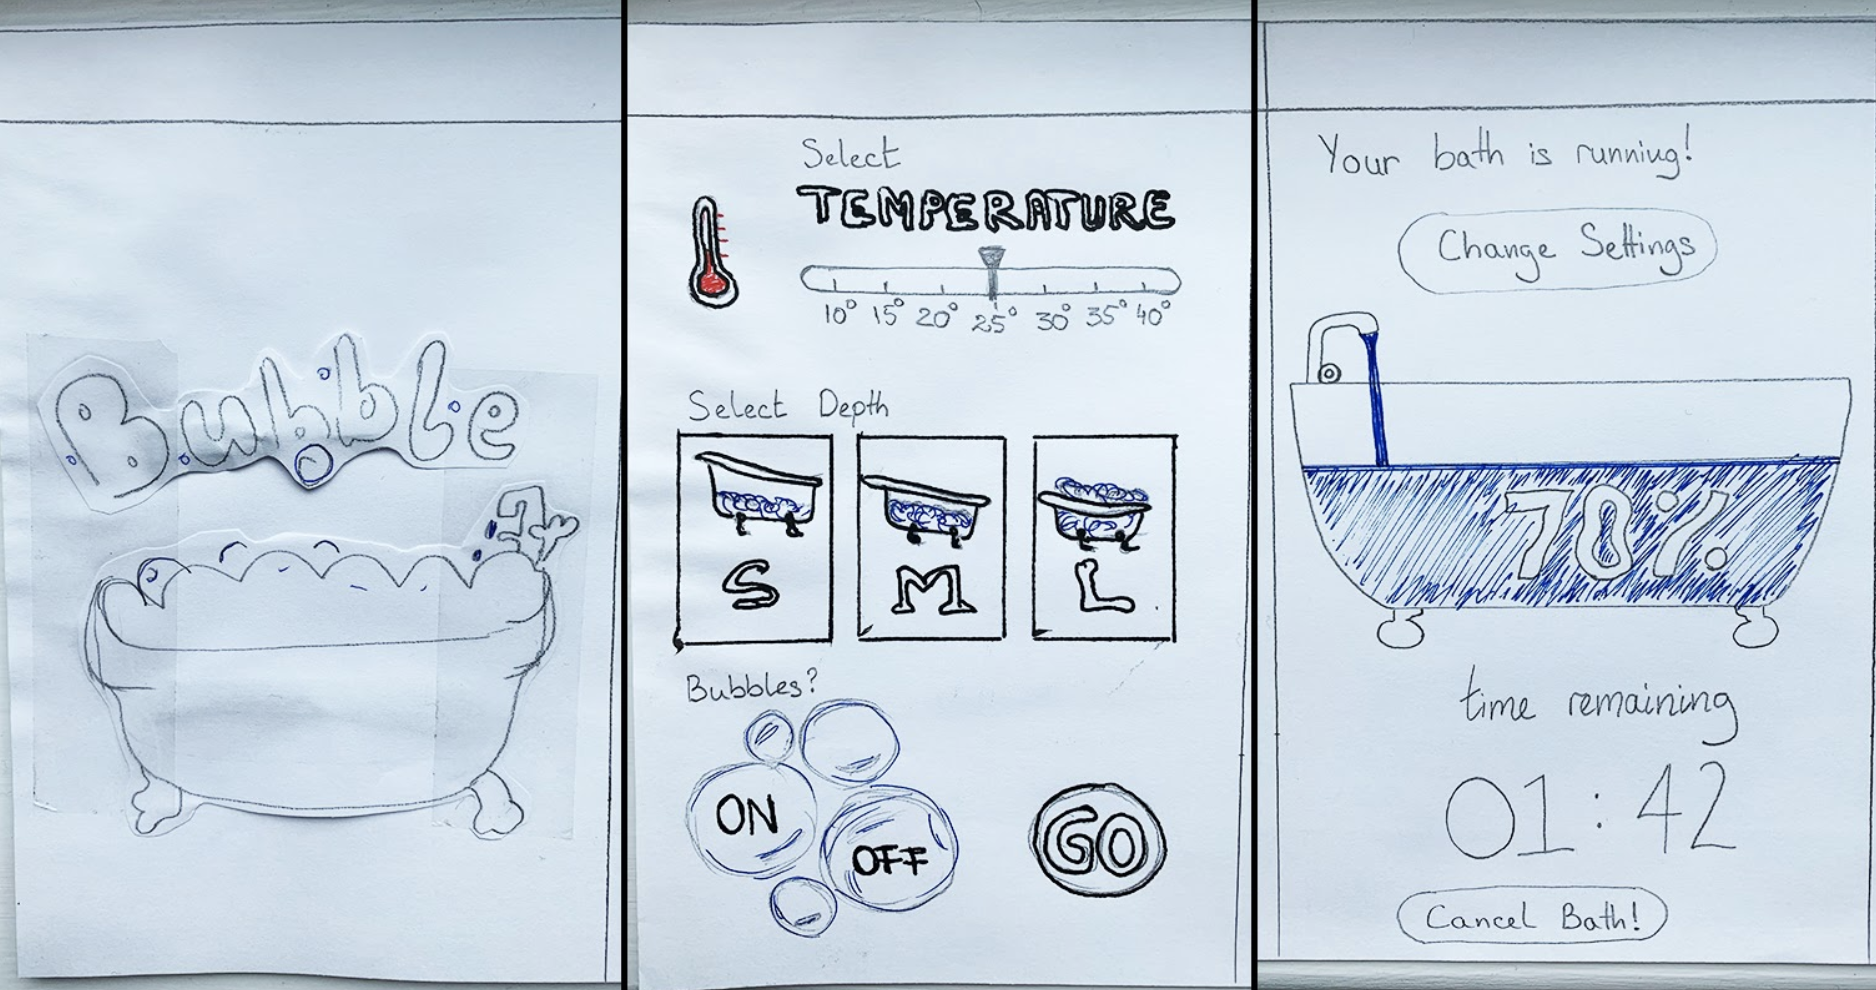 Bubble
Select
TEMPERATURE
10° 15° 20° 25° 30° 35° 40°
Select Depth
S M L
Bubbles?
ON
OFF
GO
Your bath is running!
Change Settings
70%
time remaining
01:42
Cancel Bath!